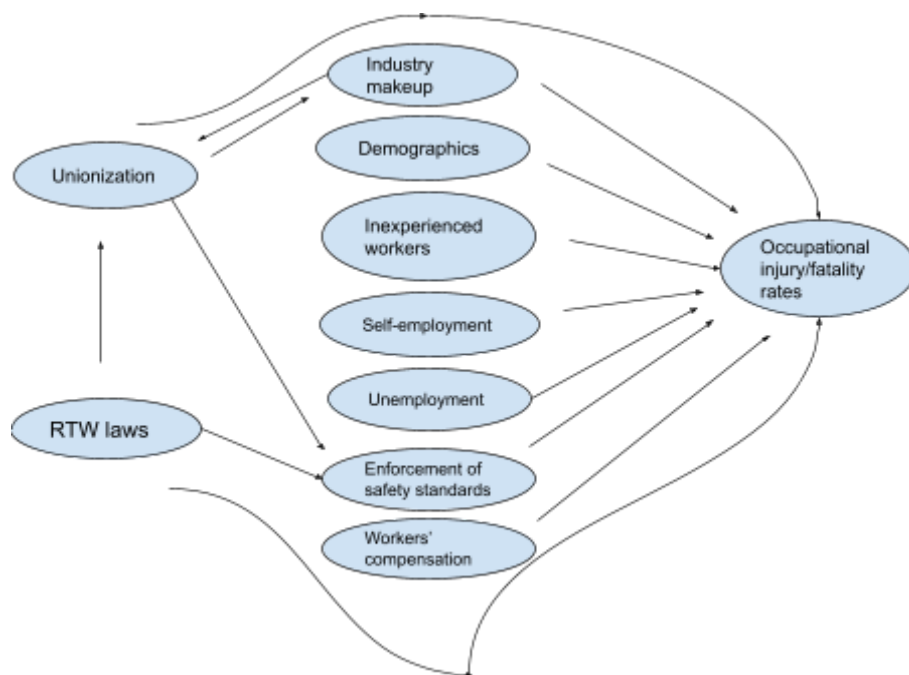 Industry
makeup
Demographics
Unionization
Inexperienced
workers
Occupational
injury/fatality
rates
Self-employment
Unemployment
RTW laws
Enforcement of
safety standards
Workers'
compensation